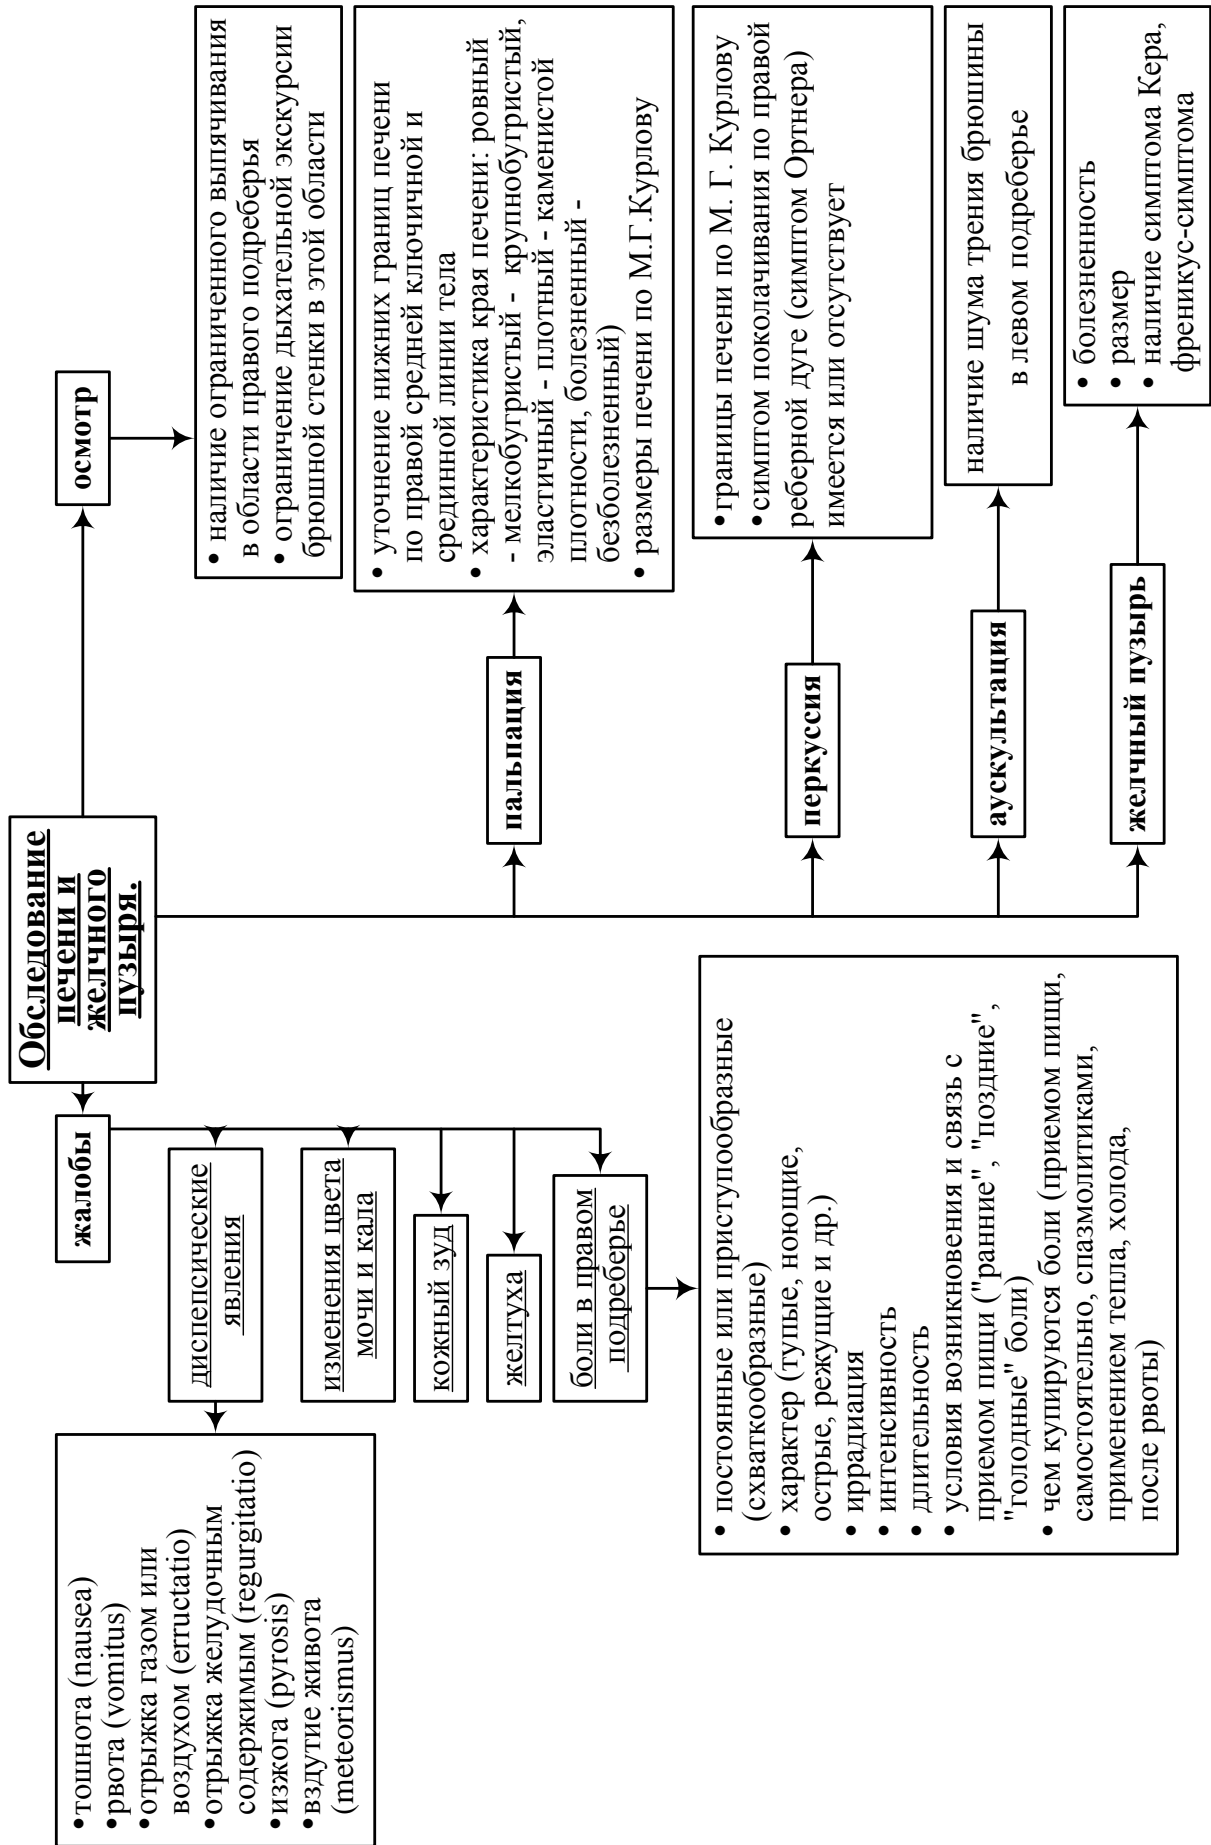 Обследование
печени и
желчного
пузыря.
жалобы
диспепсические
явления
тошнота (nausea)
рвота (vomitus)
отрыжка газом или
воздухом (erructatio)
отрыжка желудочным
содержимым (regurgitatio)
изжога (pyrosis)
вздутие живота
(meteorismus)
изменения цвета
мочи и кала
кожный зуд
желтуха
боли в правом
подреберье
постоянные или приступообразные
(схваткообразные)
характер (тупые, ноющие,
острые, режущие и др.)
иррадиация
интенсивность
длительность
условия возникновения и связь с
приемом пищи ("ранние", "поздние",
"голодные" боли)
чем купируются боли (приемом пищи,
самостоятельно, спазмолитиками,
применением тепла, холода,
после рвоты)
осмотр
наличие ограниченного выпячивания
в области правого подреберья
ограничение дыхательной экскурсии
брюшной стенки в этой области
пальпация
уточнение нижних границ печени
по правой средней ключичной и
срединной линии тела
характеристика края печени: ровный
- мелкобугристый - крупнобугристый,
эластичный - плотный - каменистой
плотности, болезненный -
безболезненный)
размеры печени по М.Г.Курлову
перкуссия
границы печени по М. Г. Курлову
симптом поколачивания по правой
реберной дуге (симптом Ортнера)
имеется или отсутствует
аускультация
наличие шума трения брюшины
в левом подреберье
желчный пузырь
болезненность
размер
наличие симптома Кера,
френикус-симптома